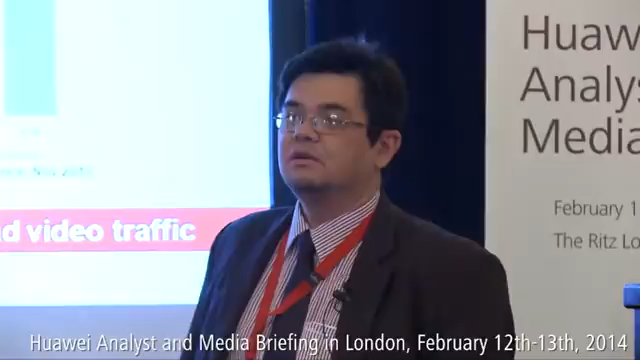 Huaw
Analys
Media
February 1
The Ritz Lo
d video traffic
Huawei Analyst and Media Briefing in London, February 12th-13th, 2014